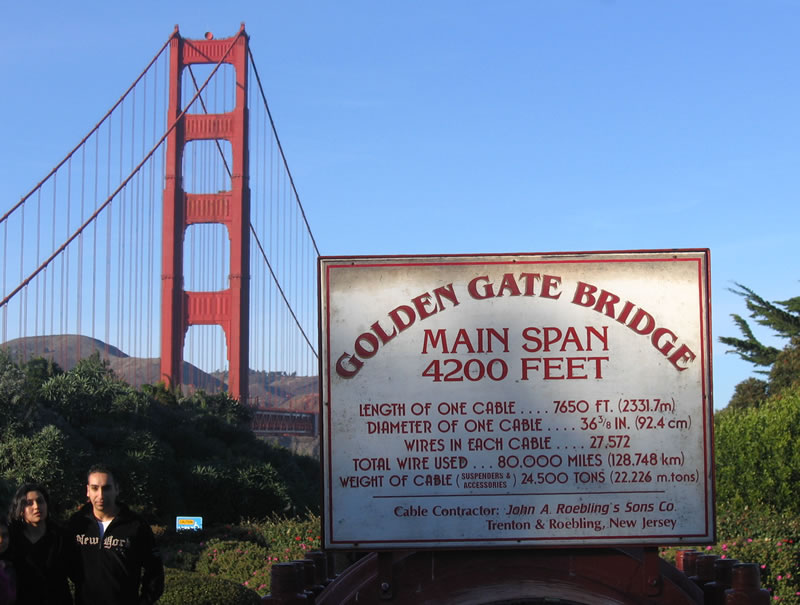 GOLDEN GATE BRIDGE
MAIN SPAN
4200 FEET
LENGTH OF ONE CABLE .... 7650 FT. (2331.7m)
DIAMETER OF ONE CABLE .... 36 3/8 IN. (92.4 cm)
WIRES IN EACH CABLE .... 27,572
TOTAL WIRE USED ... 80,000 MILES (128,748 km)
WEIGHT OF CABLE (SUSPENDERS & ACCESSORIES) 24,500 TONS (22,226 m.tons)
Cable Contractor: John A. Roebling's Sons Co.
Trenton & Roebling, New Jersey
New York